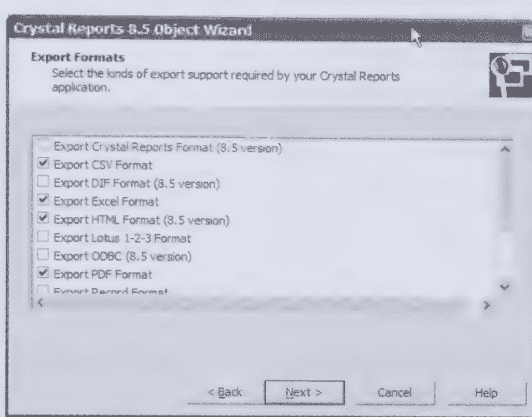 Crystal Reports 8.5 Object Wizard
Export Formats
Select the kinds of export support required by your Crystal Reports
application.
Export Crystal Reports Format (8.5 version)
Export CSV Format
Export DIF Format (8.5 version)
Export Excel Format
Export HTML Format (8.5 version)
Export Lotus 1-2-3 Format
Export ODBC (8.5 version)
Export PDF Format
Export Record Format
< Back Next > Cancel Help